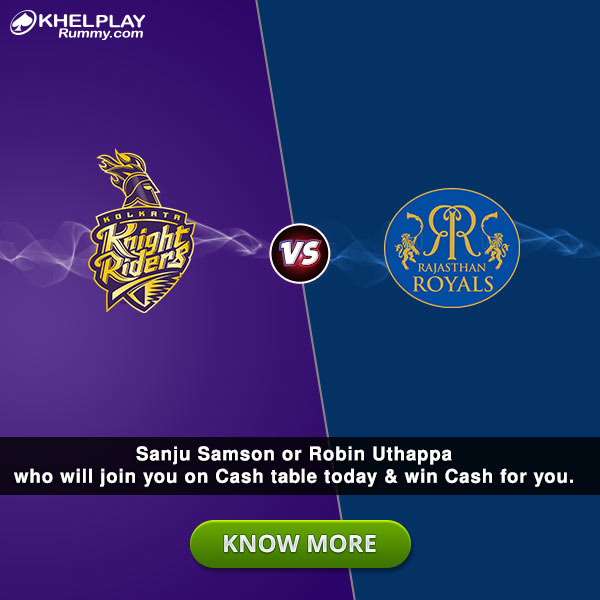 KHELPLAY
Rummy.com
KOLKATA
Knight
Riders
VS
RR
RAJASTHAN
ROYALS
Sanju Samson or Robin Uthappa
who will join you on Cash table today & win Cash for you.
KNOW MORE